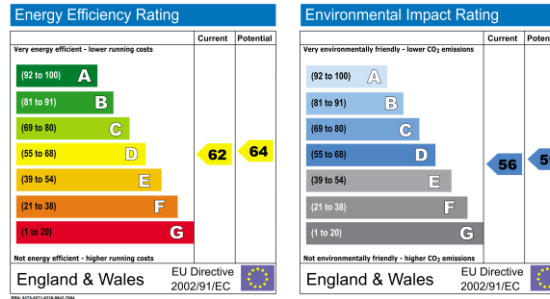 Energy Efficiency Rating
Current Potential
Very energy efficient - lower running costs
(92 to 100) A
(81 to 91) B
(69 to 80) C
(55 to 68) D
62 64
(39 to 54) E
(21 to 38) F
(1 to 20) G
Not energy efficient - higher running costs
England & Wales
EU Directive
2002/91/EC
Environmental Impact Rating
Current Poten
Very environmentally friendly - lower CO₂ emissions
(92 to 100) A
(81 to 91) B
(69 to 80) C
(55 to 68) D
56 5
(39 to 54) E
(21 to 38) F
(1 to 20) G
Not environmentally friendly - higher CO₂ emissions
England & Wales
EU Directive
2002/91/EC